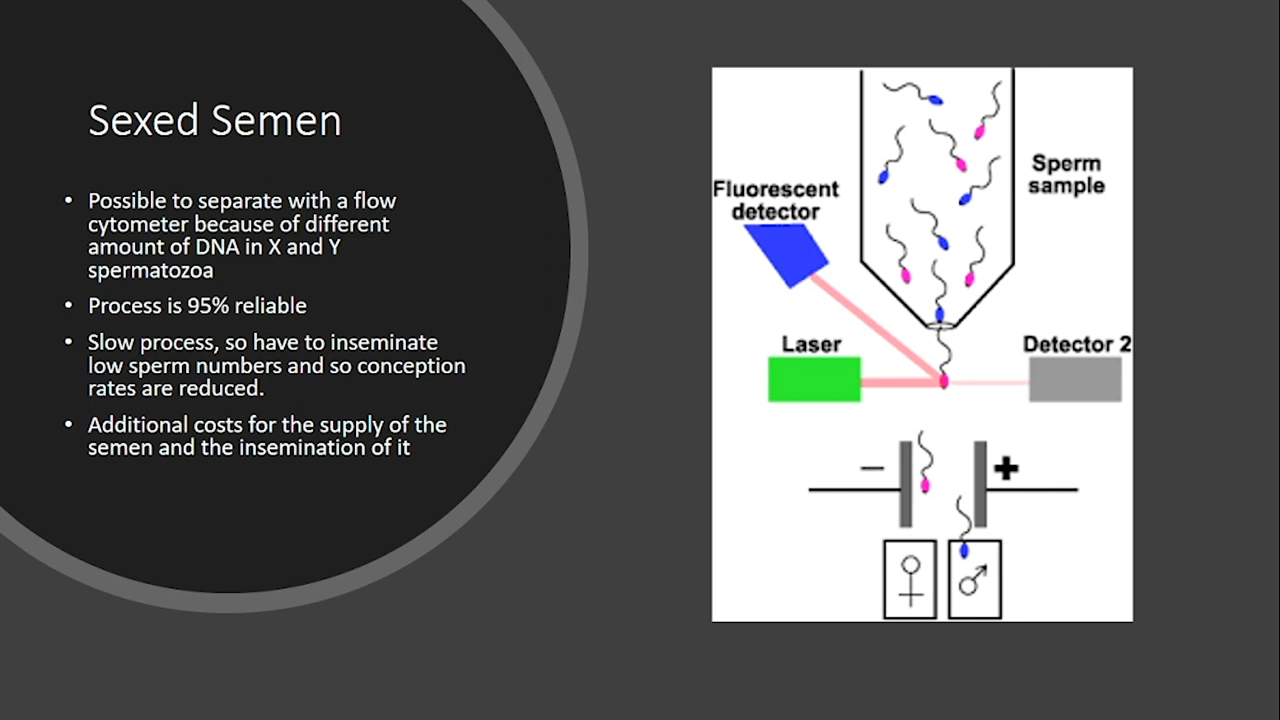 Sexed Semen
• Possible to separate with a flow
cytometer because of different
amount of DNA in X and Y
spermatozoa
• Process is 95% reliable
• Slow process, so have to inseminate
low sperm numbers and so conception
rates are reduced.
• Additional costs for the supply of the
semen and the insemination of it
Sperm
sample
Fluorescent
detector
Laser
Detector 2
− +
♀ ♂